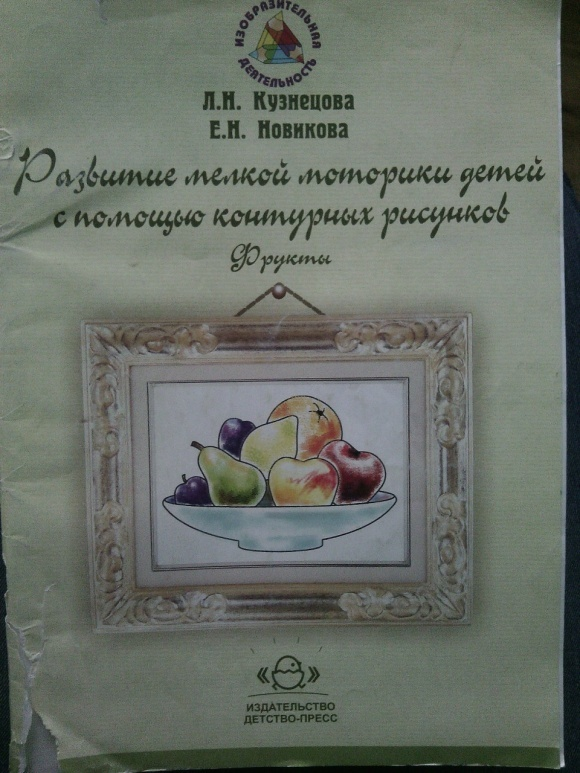 ИЗОБРАЗИТЕЛЬНАЯ
ДЕЯТЕЛЬНОСТЬ
Л.Н. Кузнецова
Е.Н. Новикова
Развитие мелкой моторики детей
с помощью контурных рисунков
Фрукты
ИЗДАТЕЛЬСТВО
ДЕТСТВО-ПРЕСС